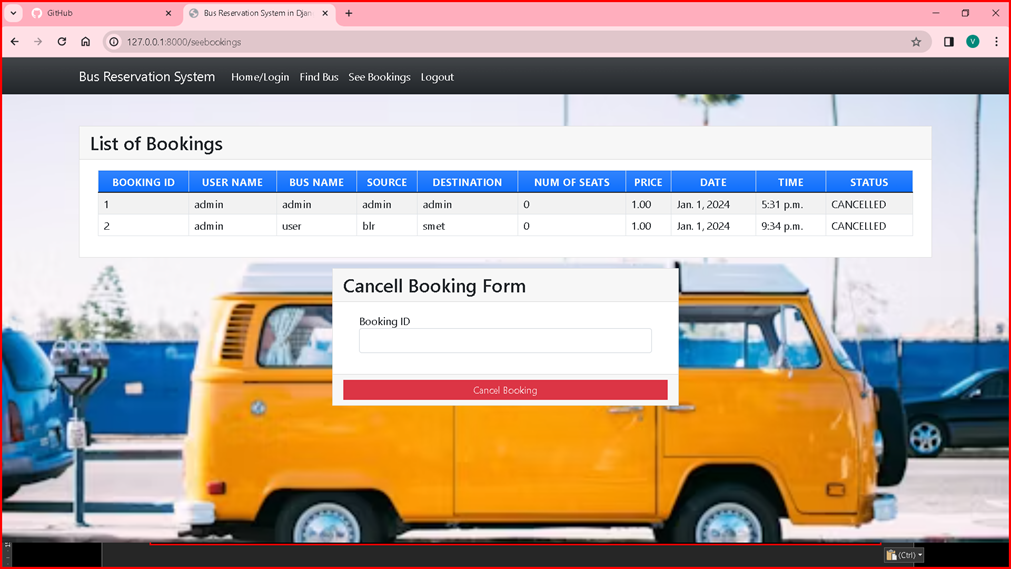 GitHub
Bus Reservation System in Djan
127.0.0.1:8000/seebookings
V
Bus Reservation System Home/Login Find Bus See Bookings Logout
List of Bookings
BOOKING ID USER NAME BUS NAME SOURCE DESTINATION NUM OF SEATS PRICE DATE TIME STATUS
1 admin admin admin admin 0 1.00 Jan. 1, 2024 5:31 p.m. CANCELLED
2 admin user blr smet 0 1.00 Jan. 1, 2024 9:34 p.m. CANCELLED
Cancell Booking Form
Booking ID
Cancel Booking
(Ctrl)